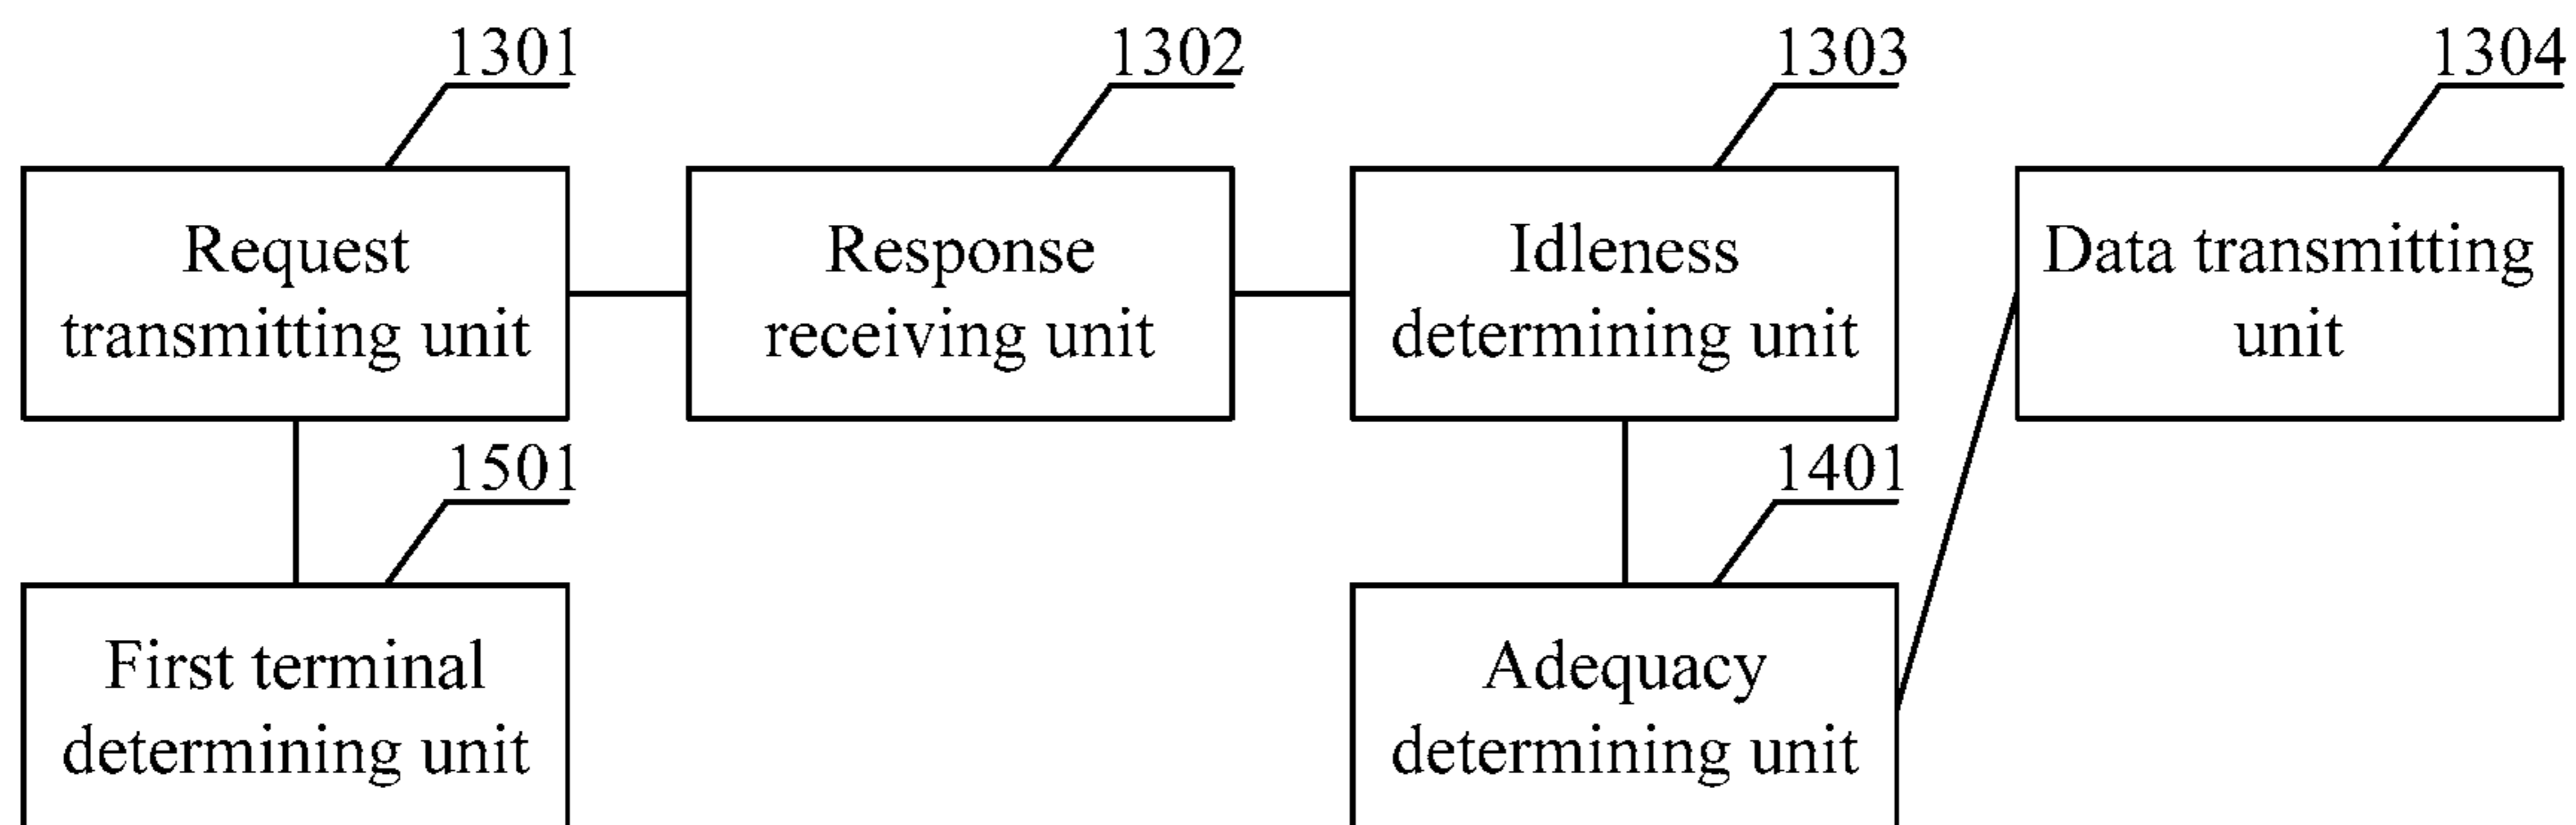 1301
1302
1303
1304
Request
transmitting unit
Response
receiving unit
Idleness
determining unit
Data transmitting
unit
1501
1401
First terminal
determining unit
Adequacy
determining unit